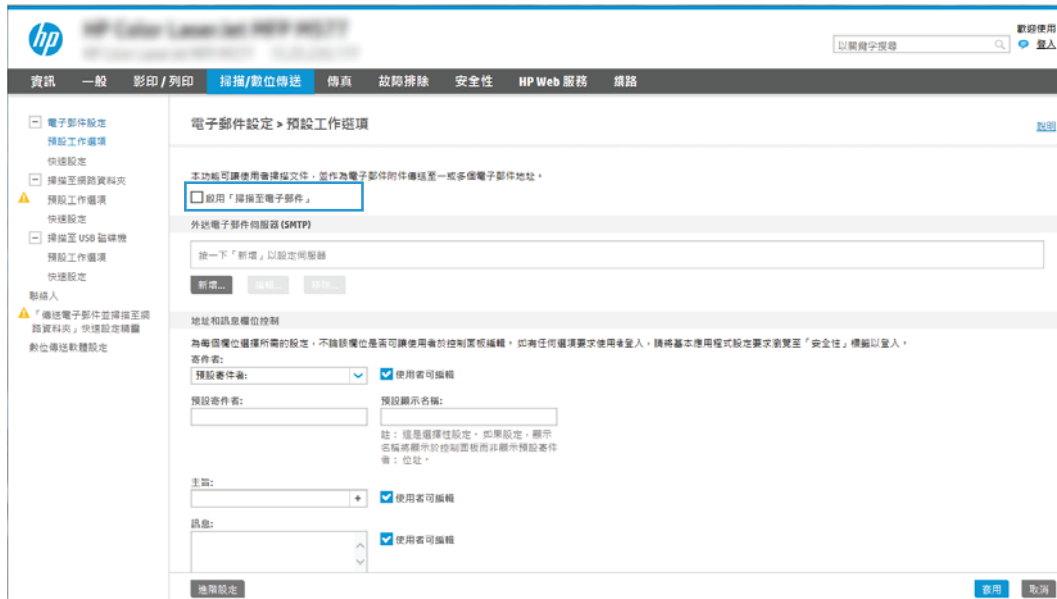 hp
歡迎使用
以關鍵字搜尋
登入
資訊 一般 影印 / 列印 掃描/數位傳送 傳真 故障排除 安全性 HP Web 服務 網路
電子郵件設定
預設工作選項
快速設定
掃描至網路資料夾
預設工作選項
快速設定
掃描至 USB 磁碟機
預設工作選項
快速設定
聯絡人
「傳送電子郵件並掃描至網
路資料夾」快速設定精靈
數位傳送軟體設定
電子郵件設定 > 預設工作選項
說明
本功能可讓使用者掃描文件，並作為電子郵件附件傳送至一或多個電子郵件地址。
啟用「掃描至電子郵件」
外送電子郵件伺服器 (SMTP)
按一下「新增」以設定伺服器
新增... 編輯... 移除...
地址和訊息欄位控制
為每個欄位選擇所需的設定，不論該欄位是否可讓使用者於控制面板編輯。如有任何選項要求使用者登入，請將基本應用程式設定要求瀏覽至「安全性」標籤以登入。
寄件者:
預設寄件者: 使用者可編輯
預設寄件者: 預設顯示名稱:
註： 這是選擇性設定。如果設定，顯示
名稱將顯示於控制面板而非顯示預設寄件
者： 位址。
主旨:
使用者可編輯
訊息:
使用者可編輯
進階設定 套用 取消